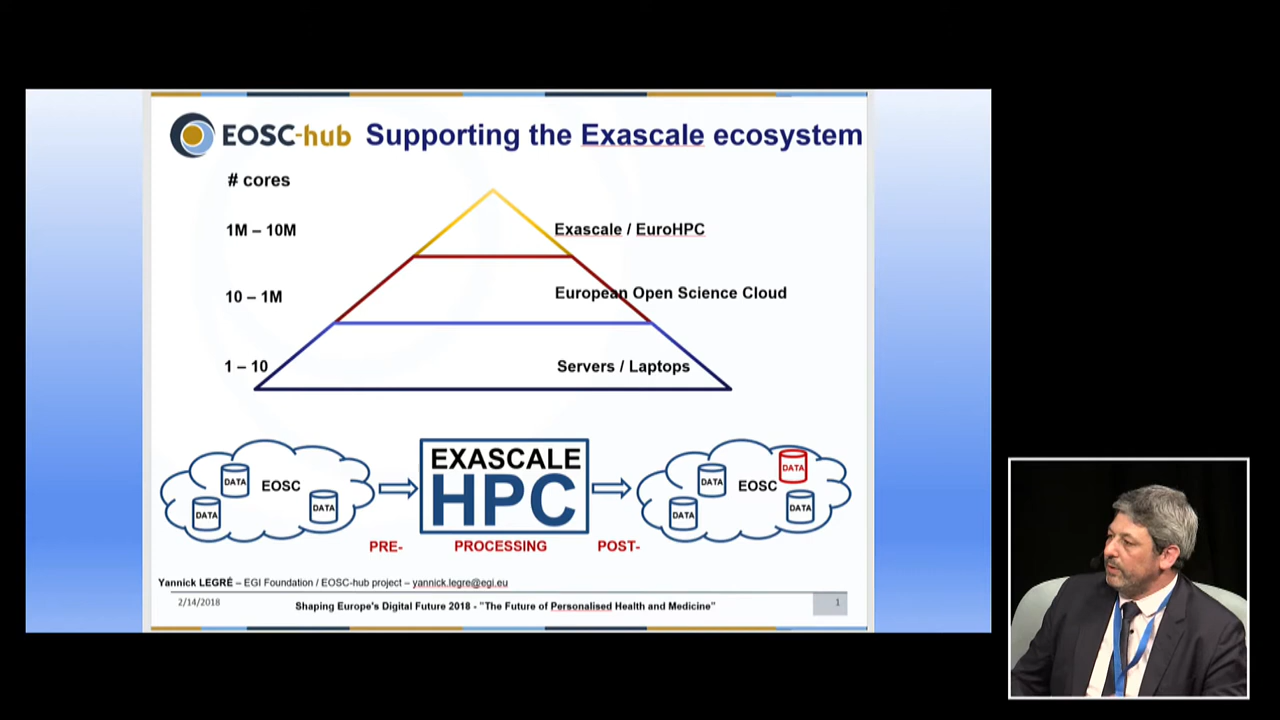 EOSC-hub Supporting the Exascale ecosystem
# cores
1M – 10M
Exascale / EuroHPC
10 – 1M
European Open Science Cloud
1 – 10
Servers / Laptops
DATA
EOSC
DATA
DATA
EXASCALE
HPC
DATA
DATA
EOSC
DATA
DATA
PRE-
PROCESSING
POST-
Yannick LEGRÉ – EGI Foundation / EOSC-hub project – yannick.legre@egi.eu
2/14/2018
Shaping Europe's Digital Future 2018 - "The Future of Personalised Health and Medicine"
1